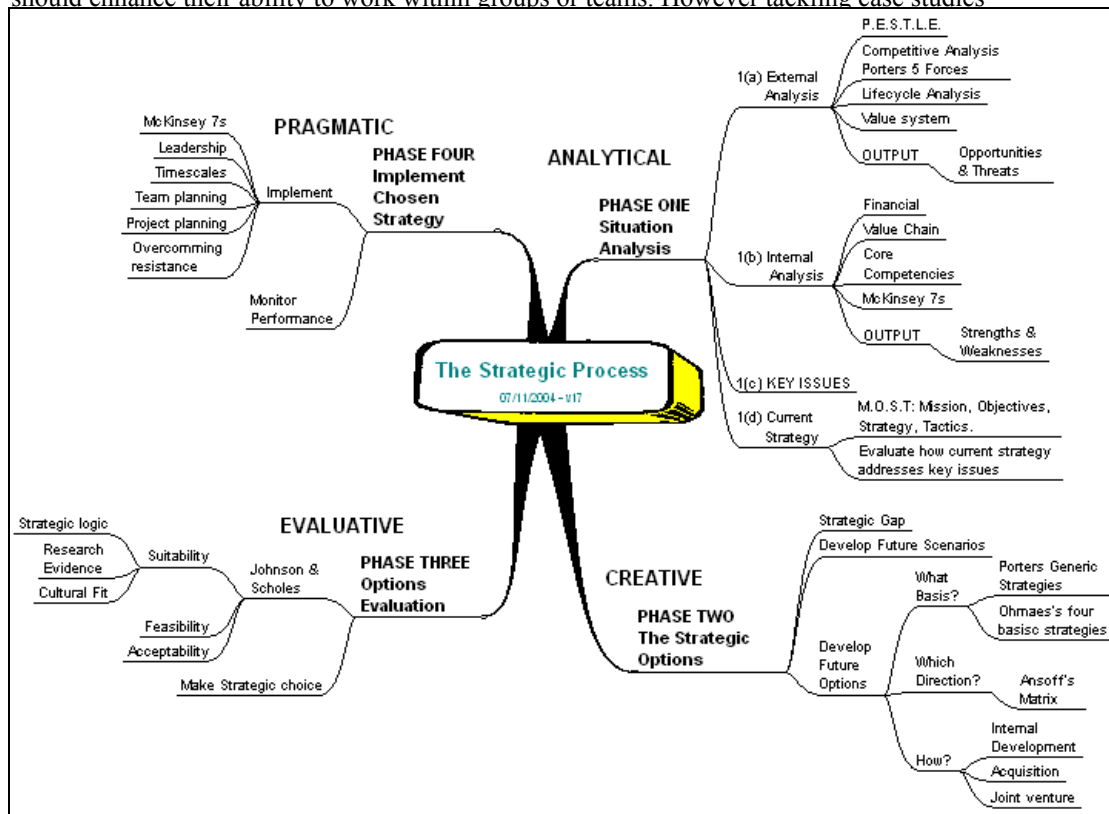 should enhance their ability to work within groups or teams. However tackling case studies
The Strategic Process
07/11/2004 - v17
ANALYTICAL
PHASE ONE
Situation
Analysis
1(a) External
Analysis
P.E.S.T.L.E.
Competitive Analysis
Porters 5 Forces
Lifecycle Analysis
Value system
OUTPUT
Opportunities
& Threats
1(b) Internal
Analysis
Financial
Value Chain
Core
Competencies
McKinsey 7s
OUTPUT
Strengths &
Weaknesses
1(c) KEY ISSUES
1(d) Current
Strategy
M.O.S.T: Mission, Objectives,
Strategy, Tactics.
Evaluate how current strategy
addresses key issues
CREATIVE
PHASE TWO
The Strategic
Options
Strategic Gap
Develop Future Scenarios
Develop
Future
Options
What
Basis?
Porters Generic
Strategies
Ohmaes's four
basisc strategies
Which
Direction?
Ansoff's
Matrix
How?
Internal
Development
Acquisition
Joint venture
EVALUATIVE
PHASE THREE
Options
Evaluation
Johnson &
Scholes
Suitability
Strategic logic
Research
Evidence
Cultural Fit
Feasibility
Acceptability
Make Strategic choice
PRAGMATIC
PHASE FOUR
Implement
Chosen
Strategy
Implement
McKinsey 7s
Leadership
Timescales
Team planning
Project planning
Overcomming
resistance
Monitor
Performance